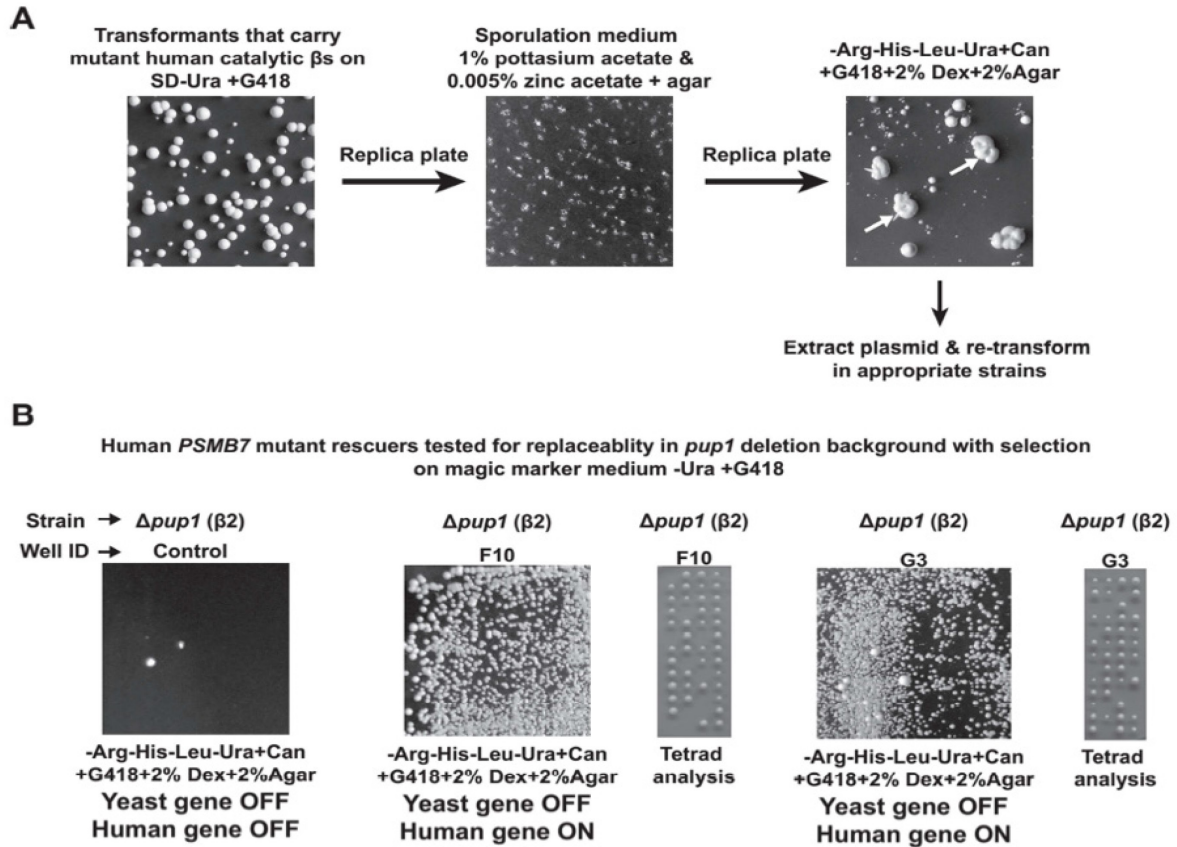 A
Transformants that carry
mutant human catalytic βs on
SD-Ura +G418
Sporulation medium
1% pottasium acetate &
0.005% zinc acetate + agar
-Arg-His-Leu-Ura+Can
+G418+2% Dex+2%Agar
Replica plate
Replica plate
Extract plasmid & re-transform
in appropriate strains
B
Human PSMB7 mutant rescuers tested for replaceablity in pup1 deletion background with selection
on magic marker medium -Ura +G418
Strain → Δpup1 (β2) Δpup1 (β2) Δpup1 (β2) Δpup1 (β2) Δpup1 (β2)
Well ID → Control F10 F10 G3 G3
-Arg-His-Leu-Ura+Can
+G418+2% Dex+2%Agar
Yeast gene OFF
Human gene OFF
-Arg-His-Leu-Ura+Can
+G418+2% Dex+2%Agar
Yeast gene OFF
Human gene ON
Tetrad
analysis
-Arg-His-Leu-Ura+Can
+G418+2% Dex+2%Agar
Yeast gene OFF
Human gene ON
Tetrad
analysis